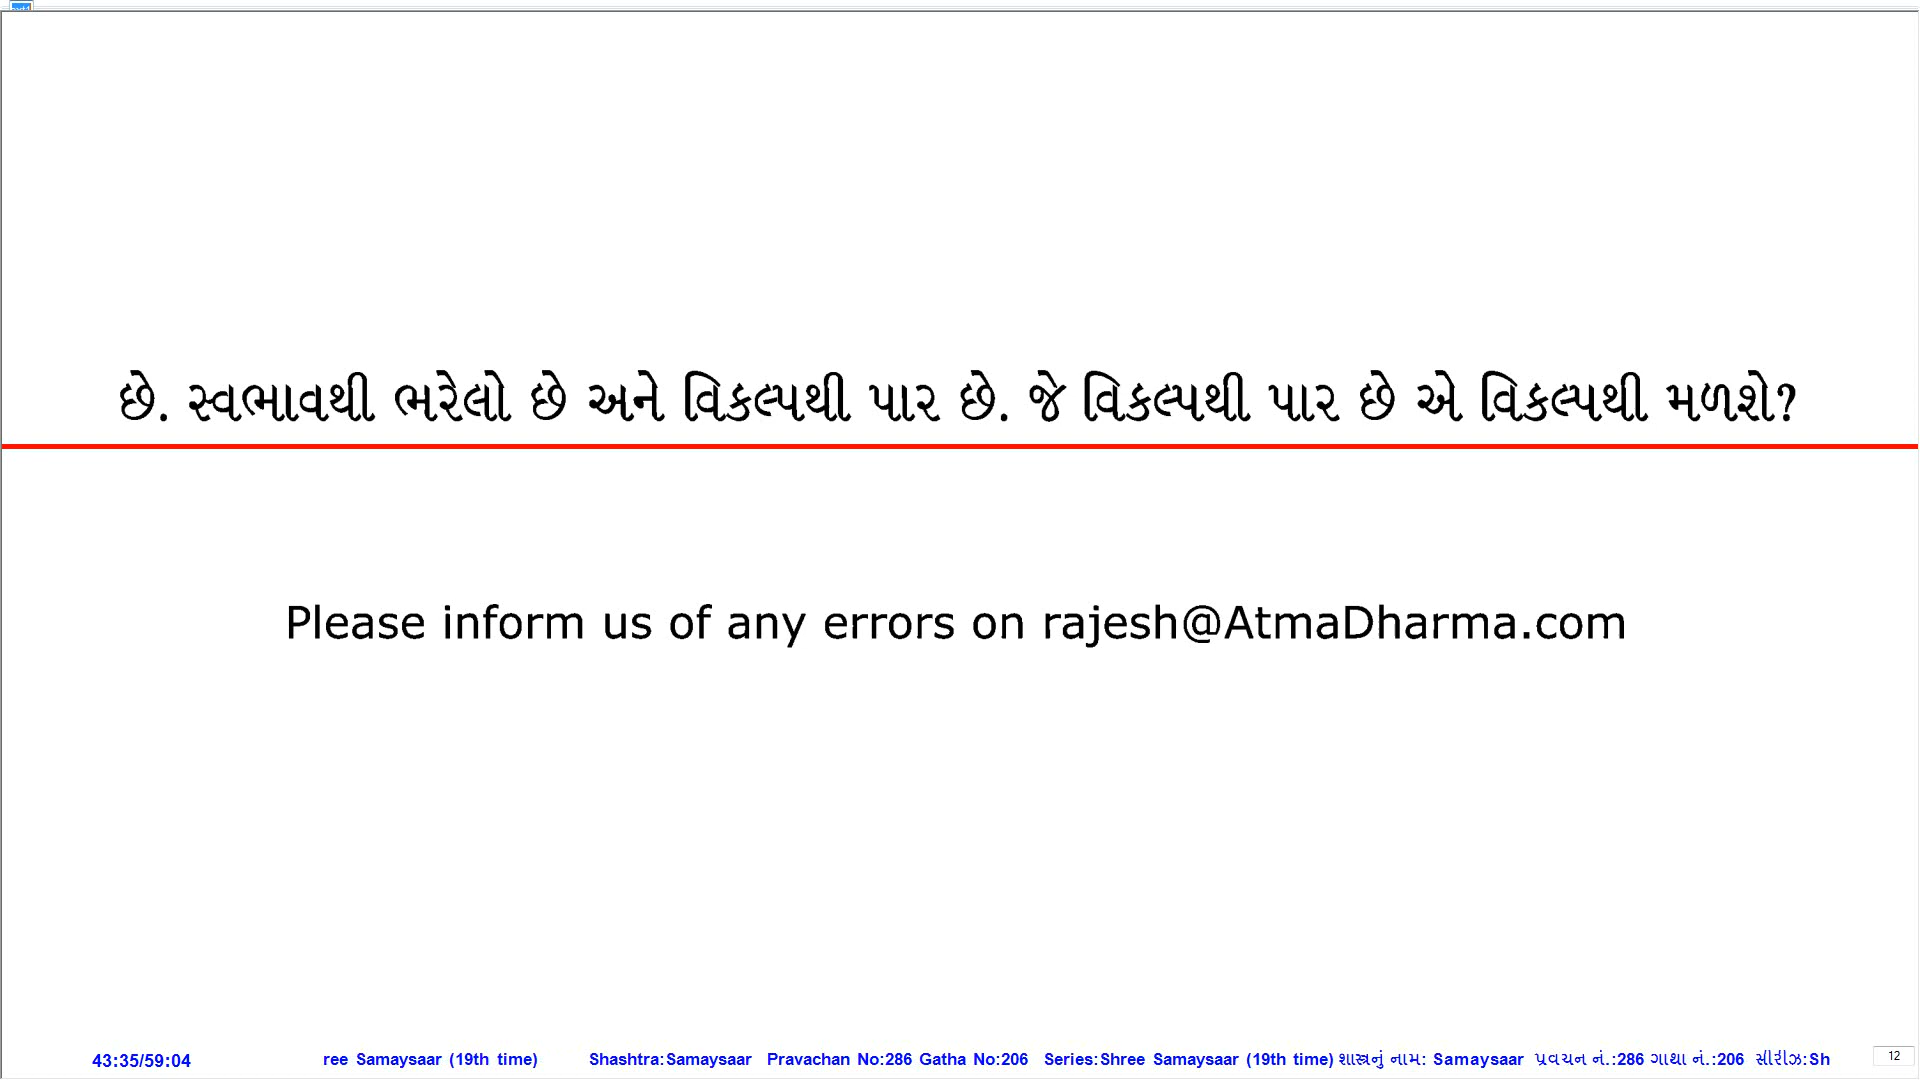 છે. સ્વભાવથી ભરેલો છે અને વિકલ્પથી પાર છે. જે વિકલ્પથી પાર છે એ વિકલ્પથી મળશે?
Please inform us of any errors on rajesh@AtmaDharma.com
43:35/59:04 ree Samaysaar (19th time) Shashtra:Samaysaar Pravachan No:286 Gatha No:206 Series:Shree Samaysaar (19th time) શાસ્ત્રનું નામ: Samaysaar પ્રવચન નં.:286 ગાથા નં.:206 સીરીઝ:Sh 12